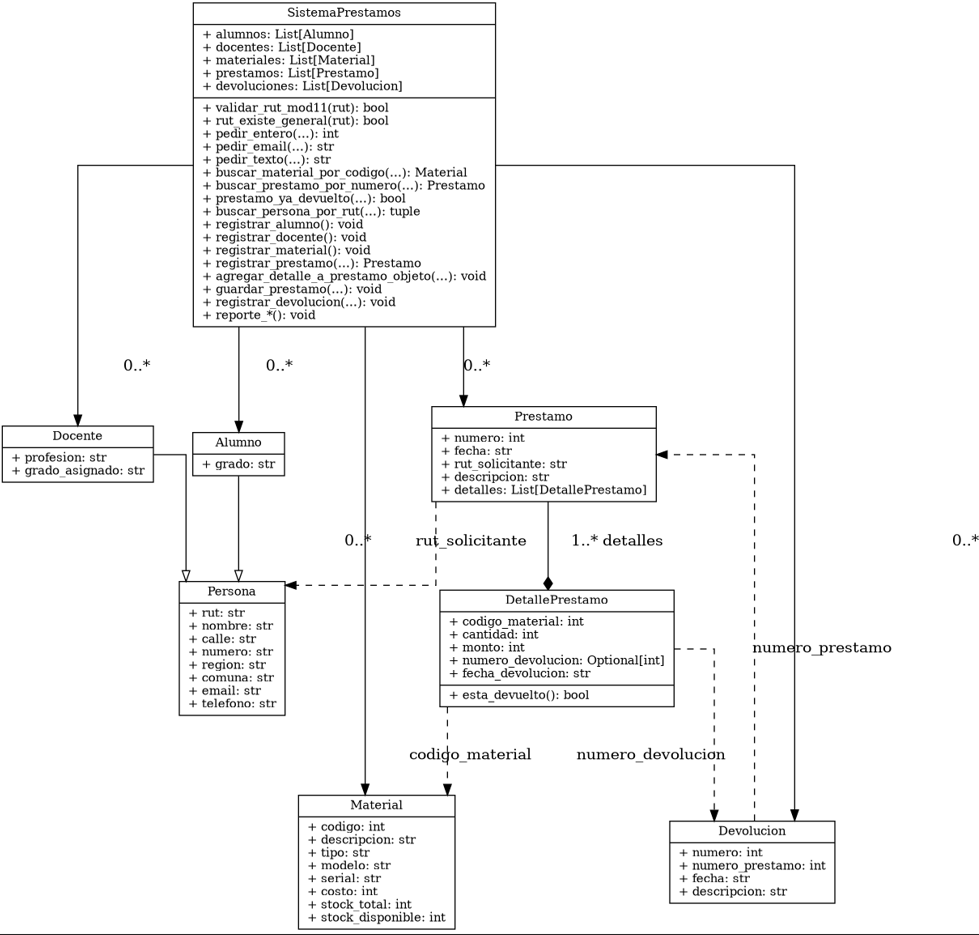 SistemaPrestamos
+ alumnos: List[Alumno]
+ docentes: List[Docente]
+ materiales: List[Material]
+ prestamos: List[Prestamo]
+ devoluciones: List[Devolucion]
+ validar_rut_mod11(rut): bool
+ rut_existe_general(rut): bool
+ pedir_entero(...): int
+ pedir_email(...): str
+ pedir_texto(...): str
+ buscar_material_por_codigo(...): Material
+ buscar_prestamo_por_numero(...): Prestamo
+ prestamo_ya_devuelto(...): bool
+ buscar_persona_por_rut(...): tuple
+ registrar_alumno(): void
+ registrar_docente(): void
+ registrar_material(): void
+ registrar_prestamo(...): Prestamo
+ agregar_detalle_a_prestamo_objeto(...): void
+ guardar_prestamo(...): void
+ registrar_devolucion(...): void
+ reporte_*(): void
0..*
0..*
0..*
Docente
+ profesion: str
+ grado_asignado: str
Alumno
+ grado: str
Prestamo
+ numero: int
+ fecha: str
+ rut_solicitante: str
+ descripcion: str
+ detalles: List[DetallePrestamo]
0..*
rut_solicitante
1..* detalles
0..*
Persona
+ rut: str
+ nombre: str
+ calle: str
+ numero: str
+ region: str
+ comuna: str
+ email: str
+ telefono: str
DetallePrestamo
+ codigo_material: int
+ cantidad: int
+ monto: int
+ numero_devolucion: Optional[int]
+ fecha_devolucion: str
+ esta_devuelto(): bool
numero_prestamo
codigo_material
numero_devolucion
Material
+ codigo: int
+ descripcion: str
+ tipo: str
+ modelo: str
+ serial: str
+ costo: int
+ stock_total: int
+ stock_disponible: int
Devolucion
+ numero: int
+ numero_prestamo: int
+ fecha: str
+ descripcion: str